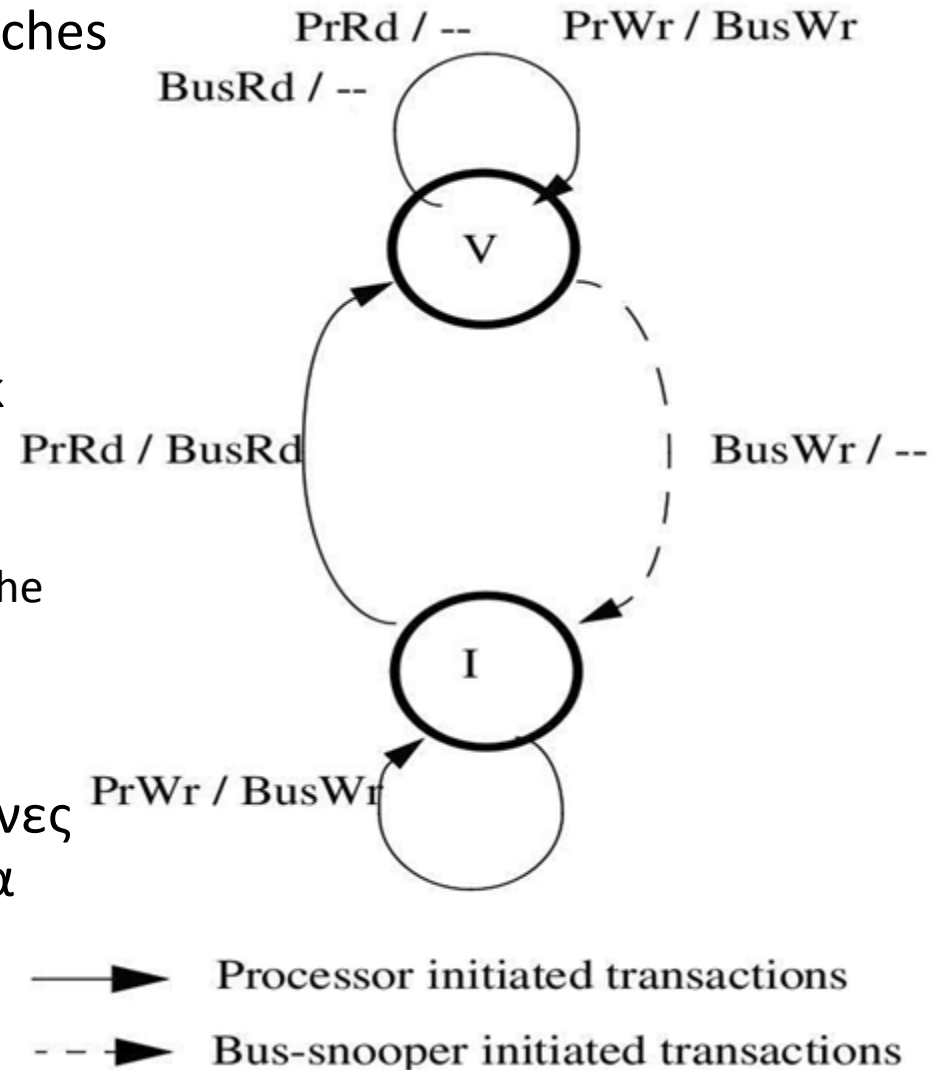 ches
PrRd / -- PrWr / BusWr
BusRd / --
V
PrRd / BusRd
BusWr / --
he
I
PrWr / BusWr
νες
α
Processor initiated transactions
Bus-snooper initiated transactions